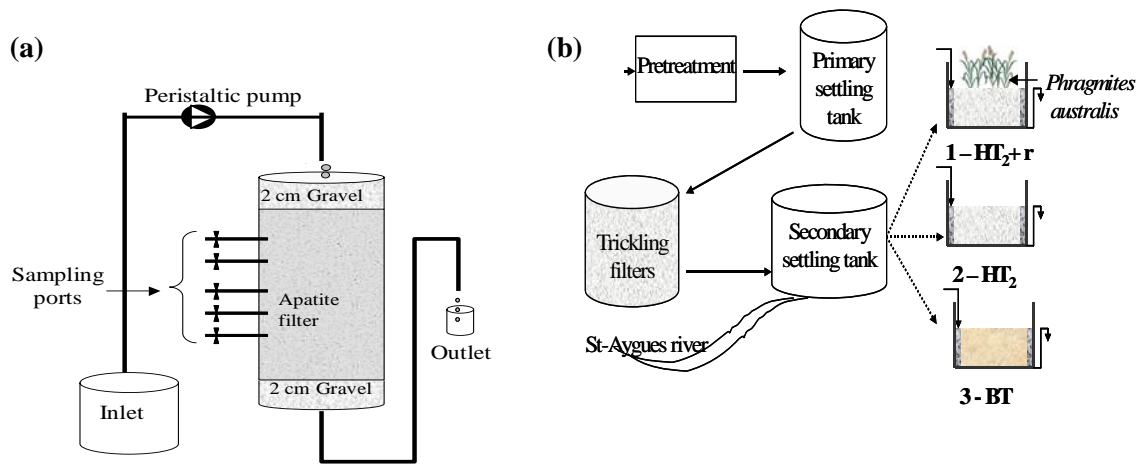 (a)
Peristaltic pump
2 cm Gravel
Sampling
ports
Apatite
filter
Outlet
2 cm Gravel
Inlet
(b)
Pretreatment
Primary
settling
tank
Phragmites
australis
1 – HT₂+ r
Trickling
filters
Secondary
settling tank
2 – HT₂
St-Aygues river
3 - BT